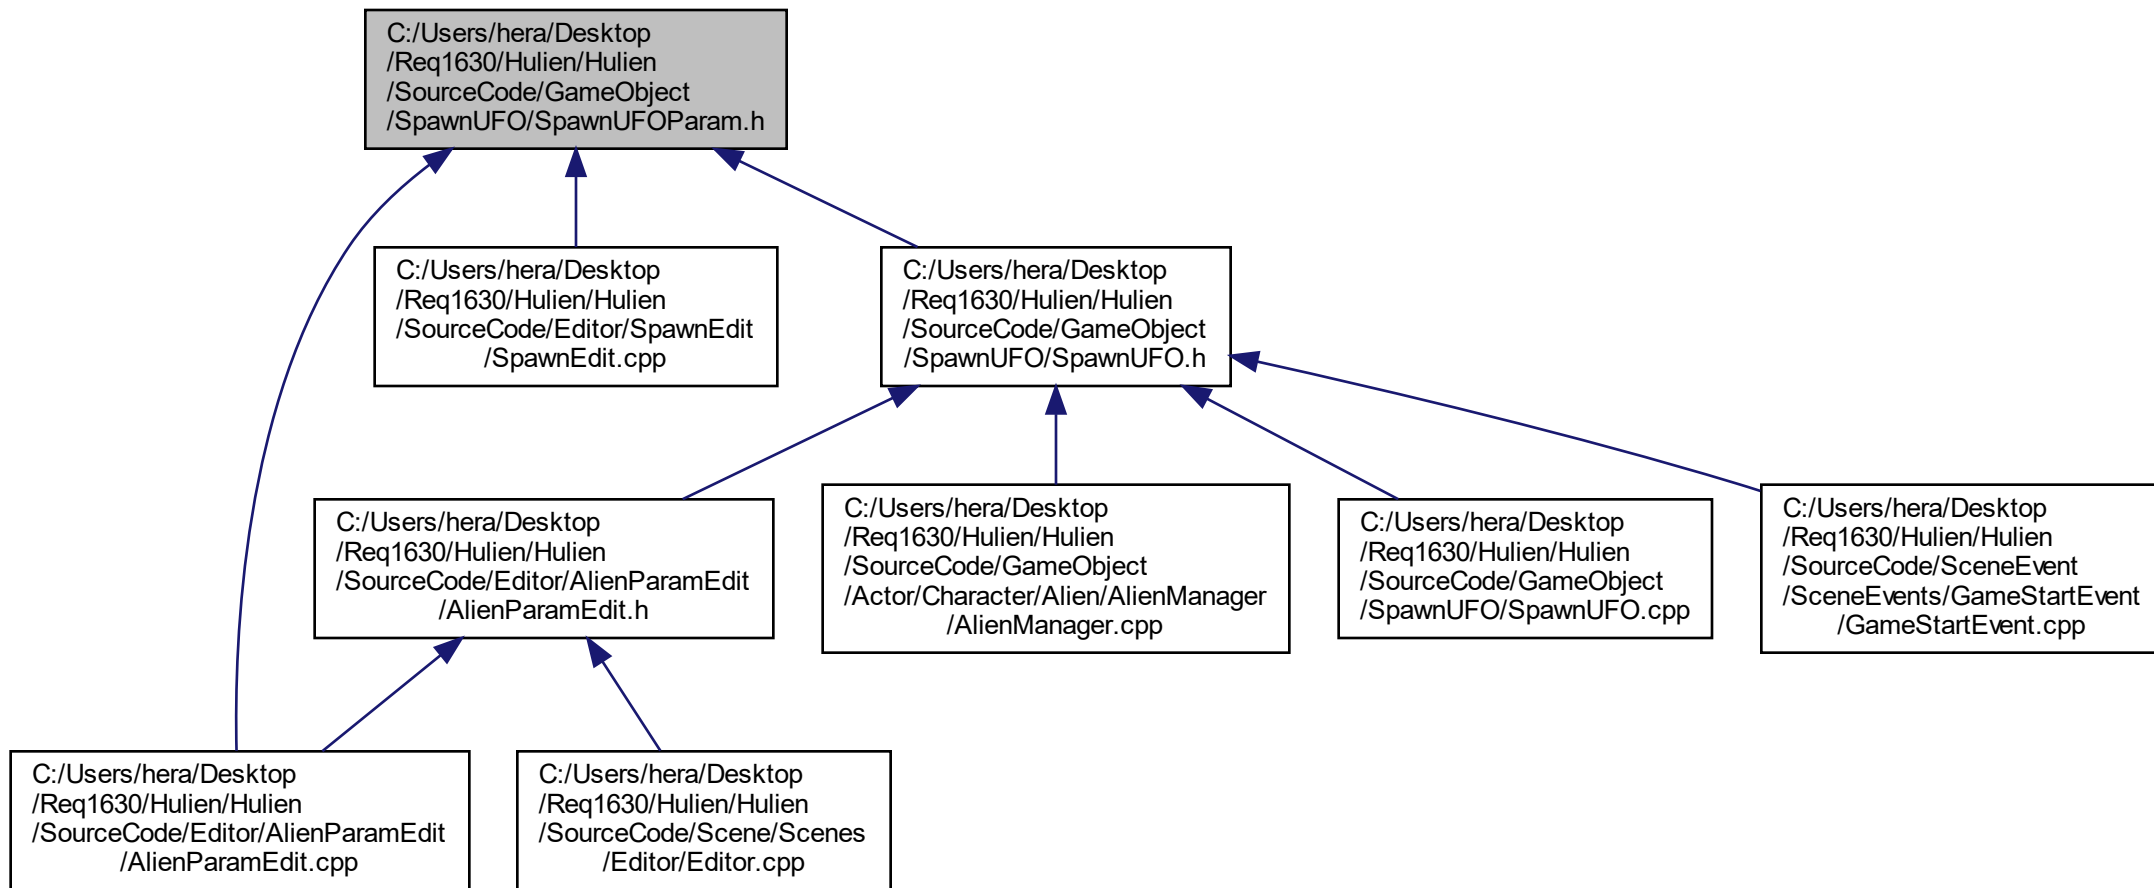 C:/Users/hera/Desktop
/Req1630/Hulien/Hulien
/SourceCode/GameObject
/SpawnUFO/SpawnUFOParam.h
C:/Users/hera/Desktop
/Req1630/Hulien/Hulien
/SourceCode/Editor/SpawnEdit
/SpawnEdit.cpp
C:/Users/hera/Desktop
/Req1630/Hulien/Hulien
/SourceCode/GameObject
/SpawnUFO/SpawnUFO.h
C:/Users/hera/Desktop
/Req1630/Hulien/Hulien
/SourceCode/Editor/AlienParamEdit
/AlienParamEdit.h
C:/Users/hera/Desktop
/Req1630/Hulien/Hulien
/SourceCode/GameObject
/Actor/Character/Alien/AlienManager
/AlienManager.cpp
C:/Users/hera/Desktop
/Req1630/Hulien/Hulien
/SourceCode/GameObject
/SpawnUFO/SpawnUFO.cpp
C:/Users/hera/Desktop
/Req1630/Hulien/Hulien
/SourceCode/SceneEvent
/SceneEvents/GameStartEvent
/GameStartEvent.cpp
C:/Users/hera/Desktop
/Req1630/Hulien/Hulien
/SourceCode/Editor/AlienParamEdit
/AlienParamEdit.cpp
C:/Users/hera/Desktop
/Req1630/Hulien/Hulien
/SourceCode/Scene/Scenes
/Editor/Editor.cpp